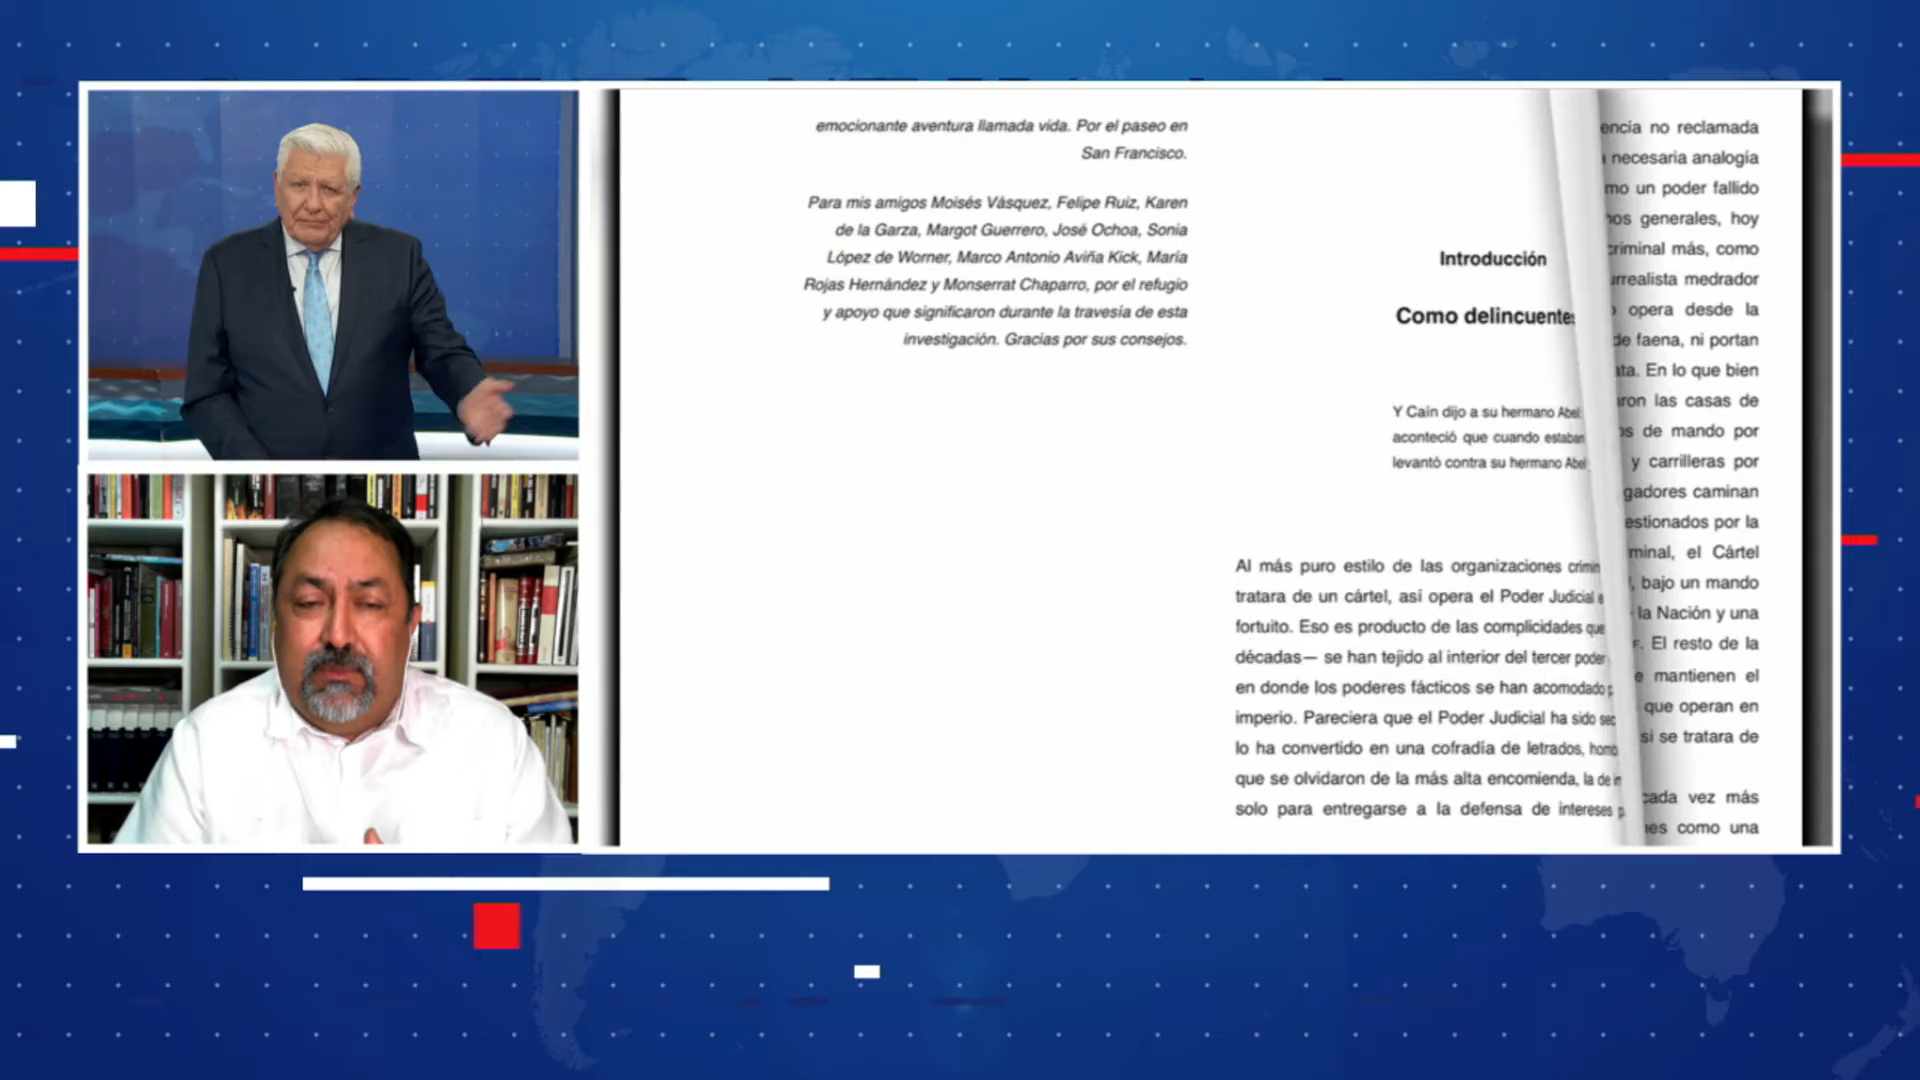 emocionante aventura llamada vida. Por el paseo en
San Francisco.
Para mis amigos Moisés Vásquez, Felipe Ruiz, Karen
de la Garza, Margot Guerrero, José Ochoa, Sonia
López de Worner, Marco Antonio Aviña Kick, María
Rojas Hernández y Monserrat Chaparro, por el refugio
y apoyo que significaron durante la travesía de esta
investigación. Gracias por sus consejos.
Introducción
Como delincuentes
Y Caín dijo a su hermano Abel:
aconteció que cuando estaban
levantó contra su hermano Abel
Al más puro estilo de las organizaciones
tratara de un cártel, así opera el Poder Judicial
fortuito. Eso es producto de las complicidades que
décadas— se han tejido al interior del tercer poder
en donde los poderes fácticos se han acomodado
imperio. Pareciera que el Poder Judicial ha sido
lo ha convertido en una cofradía de letrados,
que se olvidaron de la más alta encomienda, la de
solo para entregarse a la defensa de intereses
no reclamada
necesaria analogía
un poder fallido
generales, hoy
criminal más, como
medrador
opera desde la
de faena, ni portan
En lo que bien
las casas de
de mando por
y carrilleras por
caminan
por la
el Cártel
bajo un mando
la Nación y una
El resto de la
mantienen el
que operan en
si se tratara de
cada vez más
como una